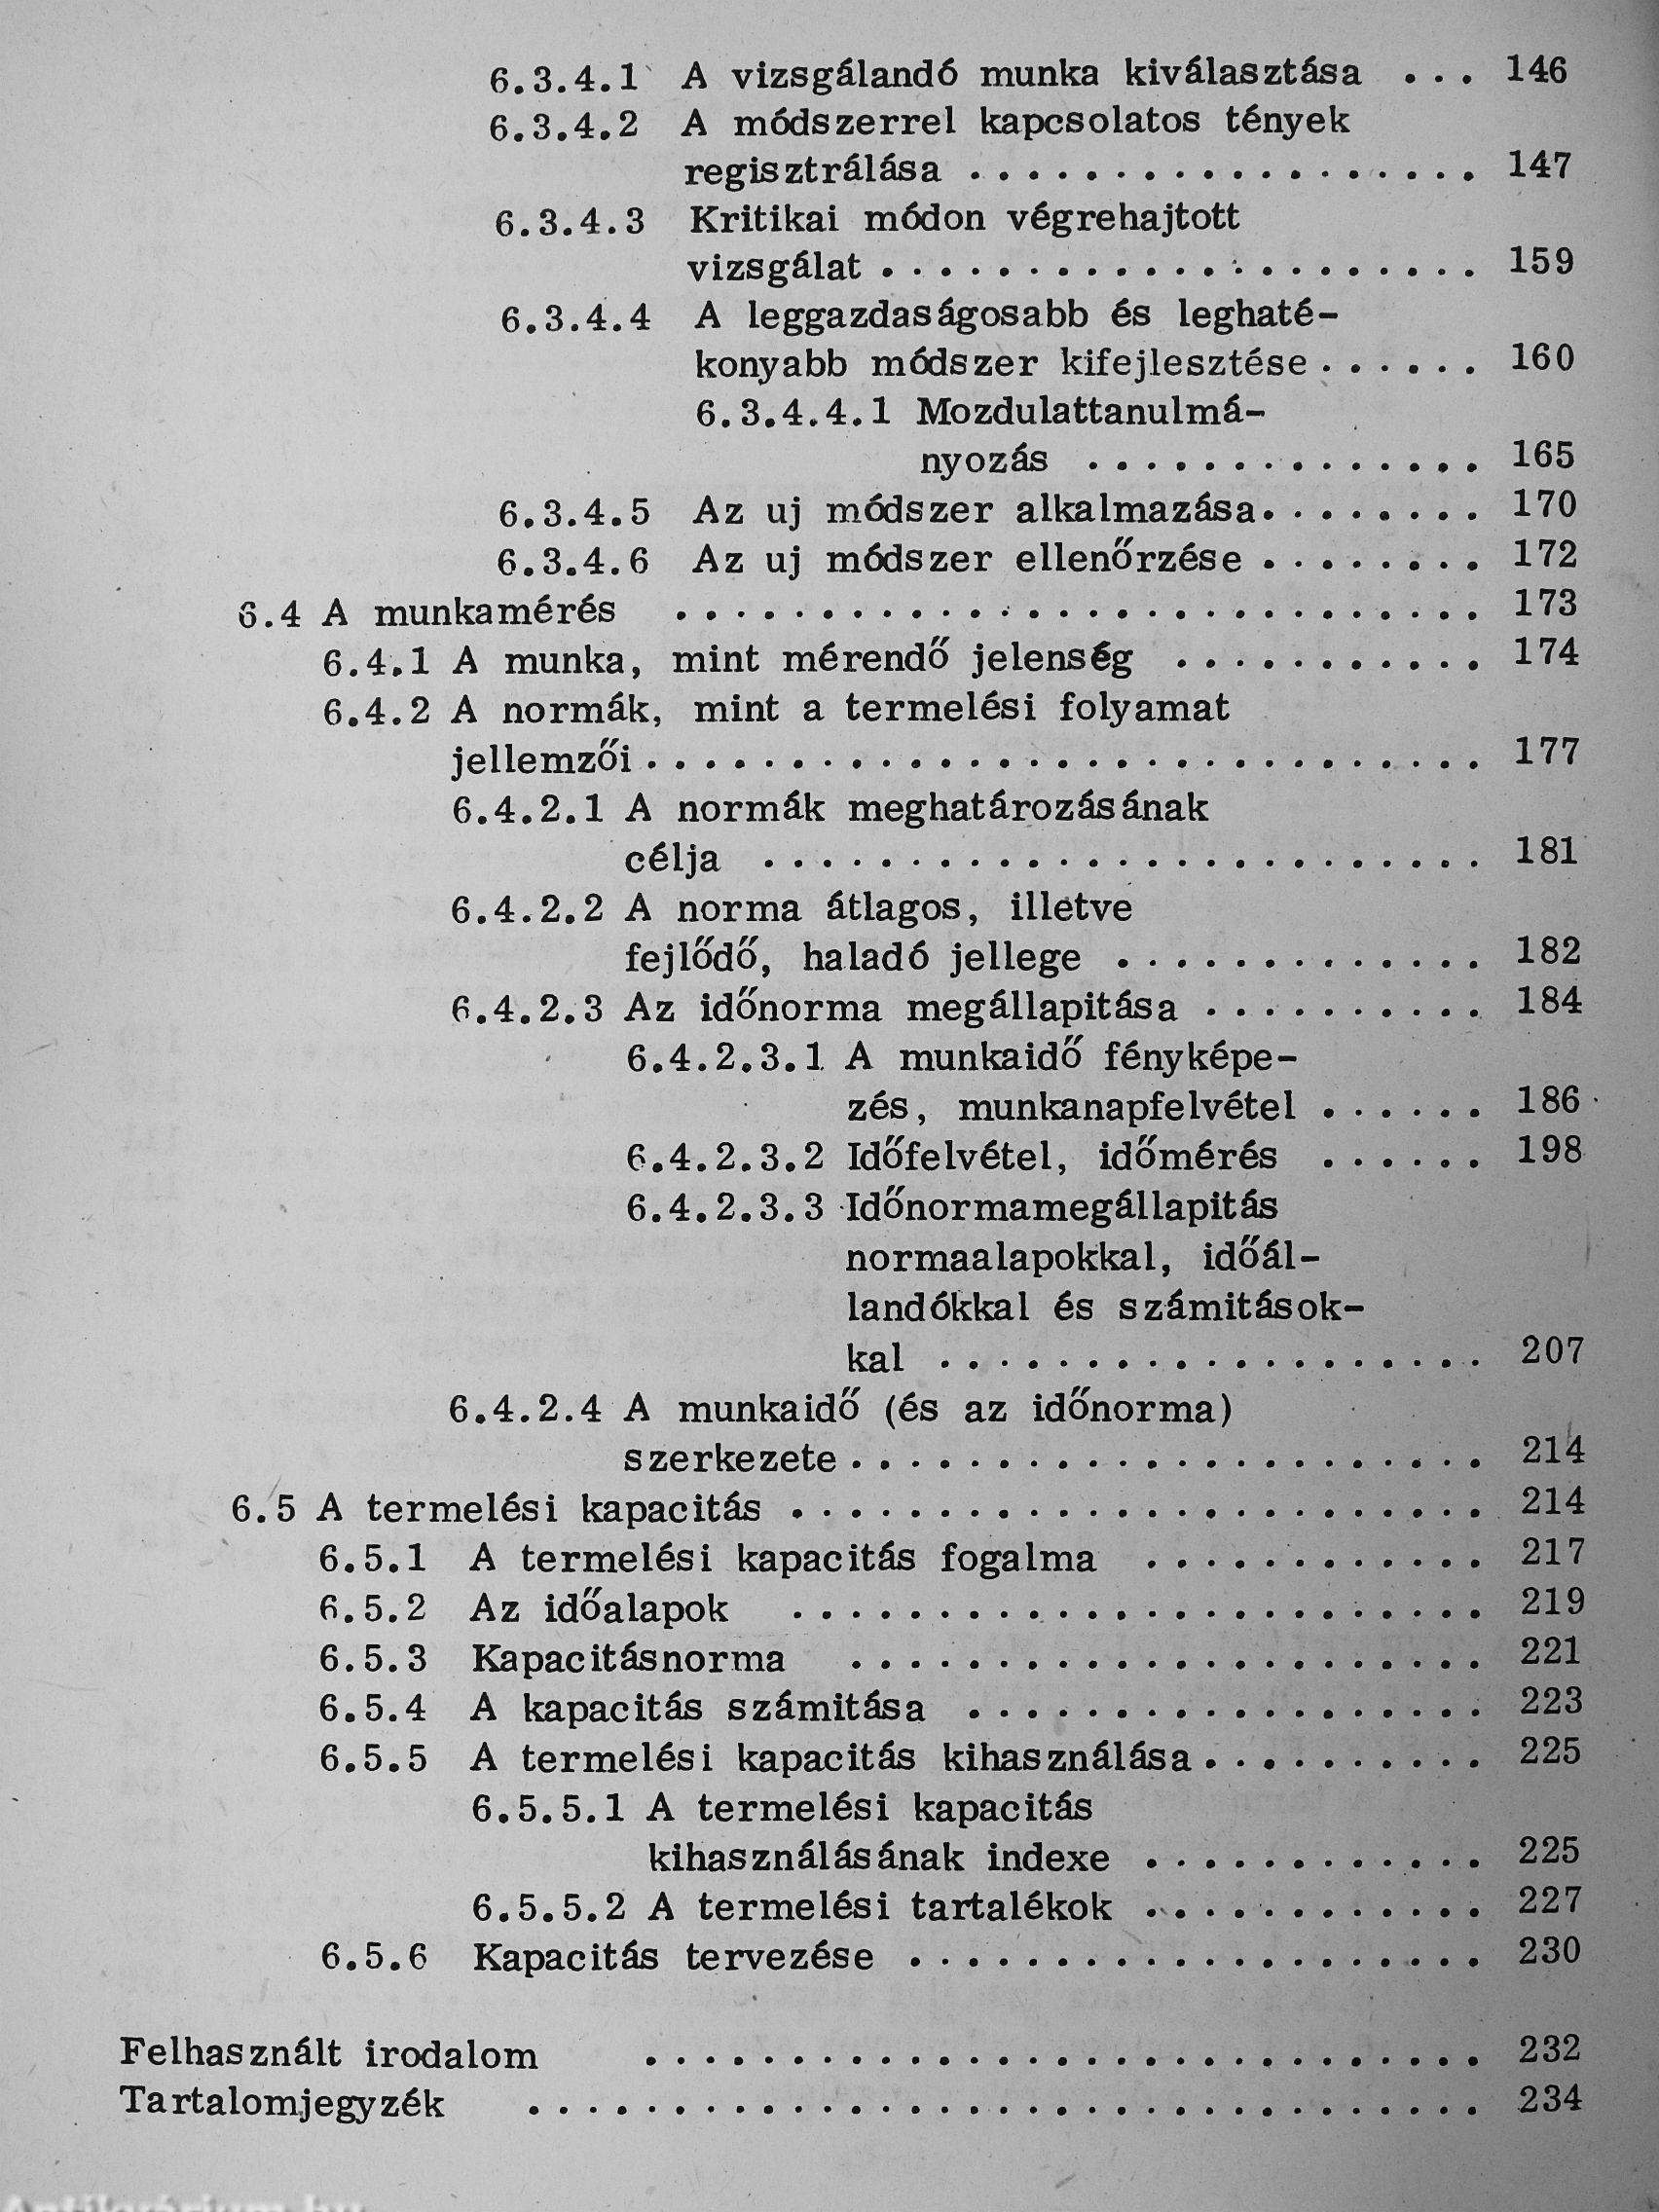 6.3.4.1 A vizsgálandó munka kiválasztása ... 146
6.3.4.2 A módszerrel kapcsolatos tények
regisztrálása .................. 147
6.3.4.3 Kritikai módon végrehajtott
vizsgálat ..................... 159
6.3.4.4 A leggazdaságosabb és leghaté-
konyabb módszer kifejlesztése ...... 160
6.3.4.4.1 Mozdulattanulmá-
nyozás .............. 165
6.3.4.5 Az uj módszer alkalmazása ........ 170
6.3.4.6 Az uj módszer ellenőrzése ........ 172
6.4 A munkamérés ............................ 173
6.4.1 A munka, mint mérendő jelenség ........... 174
6.4.2 A normák, mint a termelési folyamat
jellemzői ............................. 177
6.4.2.1 A normák meghatározásának
célja ......................... 181
6.4.2.2 A norma átlagos, illetve
fejlődő, haladó jellege ............. 182
6.4.2.3 Az időnorma megállapitása .......... 184
6.4.2.3.1 A munkaidő fényképe-
zés, munkanapfelvétel ...... 186
6.4.2.3.2 Időfelvétel, időmérés ...... 198
6.4.2.3.3 Időnormamegállapitás
normaalapokkal, időál-
landókkal és számitások-
kal ................... 207
6.4.2.4 A munkaidő (és az időnorma)
szerkezete ...................... 214
6.5 A termelési kapacitás ........................ 214
6.5.1 A termelési kapacitás fogalma ............ 217
6.5.2 Az időalapok ........................ 219
6.5.3 Kapacitásnorma ...................... 221
6.5.4 A kapacitás számitása .................. 223
6.5.5 A termelési kapacitás kihasználása .......... 225
6.5.5.1 A termelési kapacitás
kihasználásának indexe ............ 225
6.5.5.2 A termelési tartalékok ............ 227
6.5.6 Kapacitás tervezése .................... 230
Felhasznált irodalom ............................. 232
Tartalomjegyzék ................................. 234